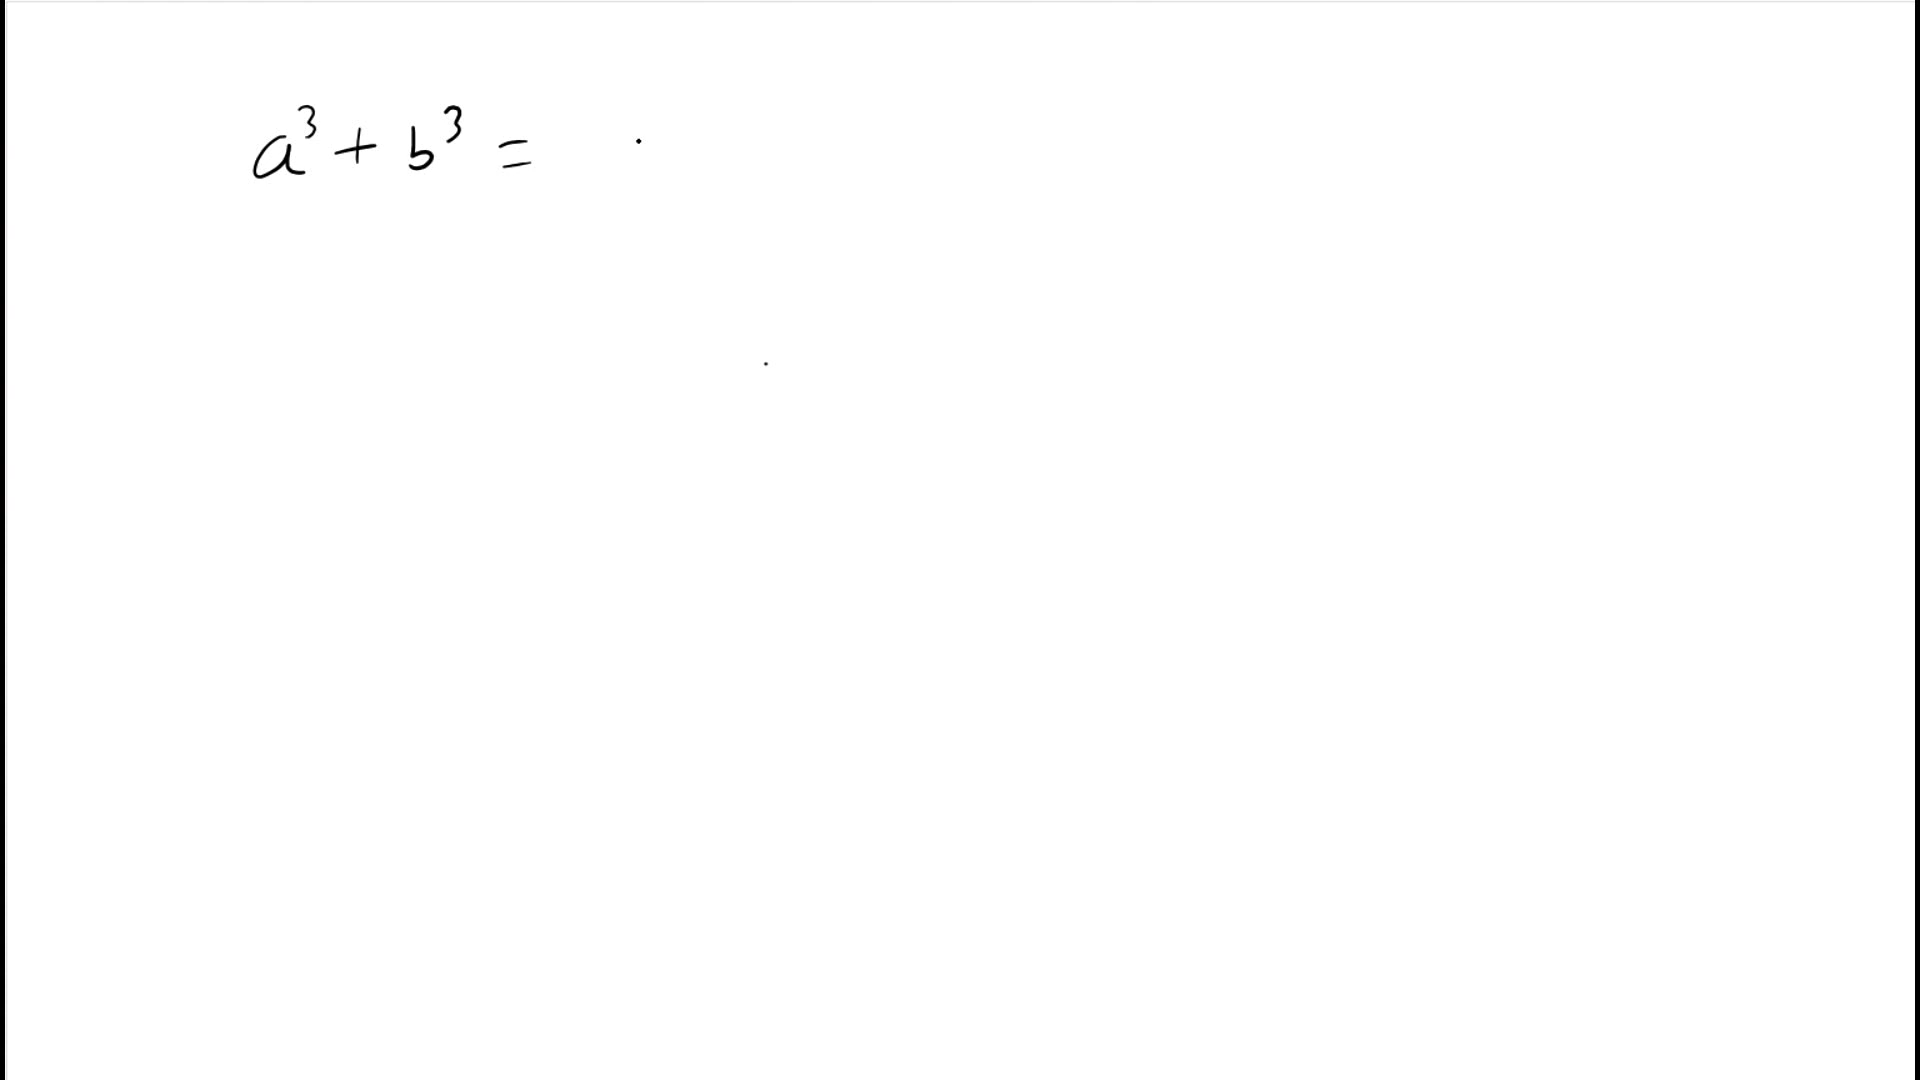 a³ + b³ =